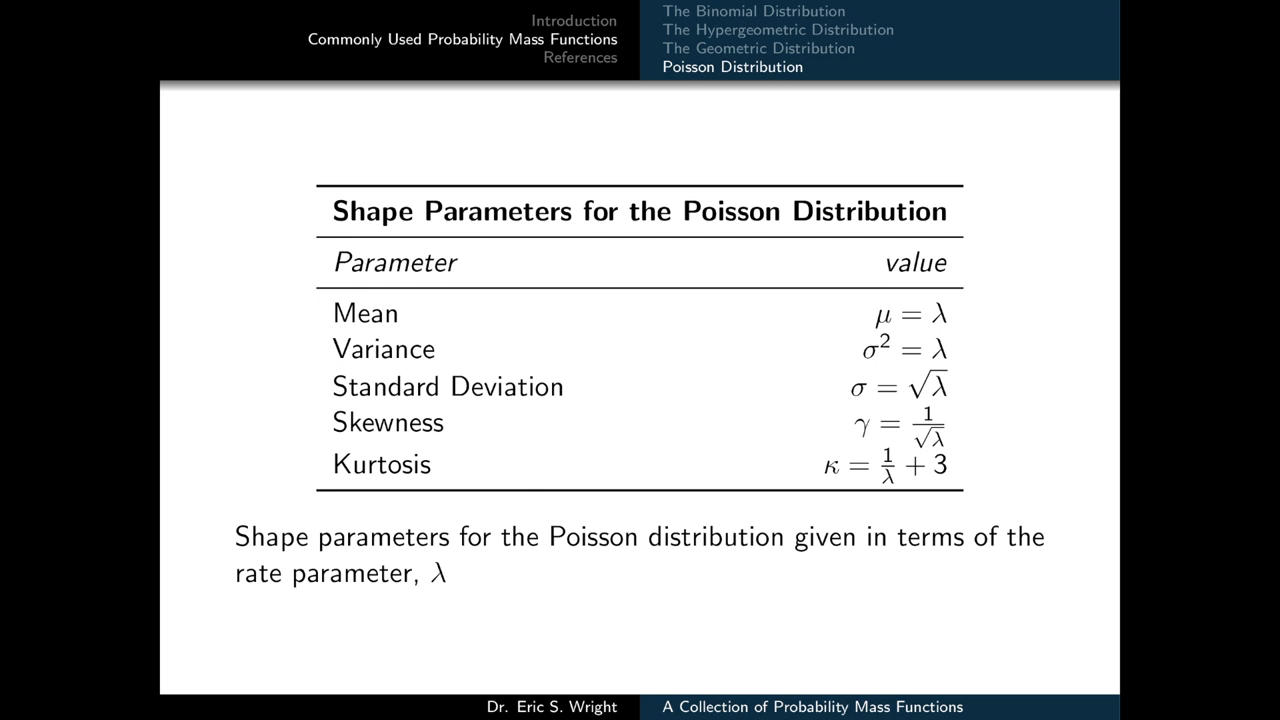 Introduction
Commonly Used Probability Mass Functions
References
The Binomial Distribution
The Hypergeometric Distribution
The Geometric Distribution
Poisson Distribution
Shape Parameters for the Poisson Distribution
Parameter value
Mean μ = λ
Variance σ² = λ
Standard Deviation σ = √λ
Skewness γ = 1/√λ
Kurtosis κ = 1/λ + 3
Shape parameters for the Poisson distribution given in terms of the
rate parameter, λ
Dr. Eric S. Wright
A Collection of Probability Mass Functions